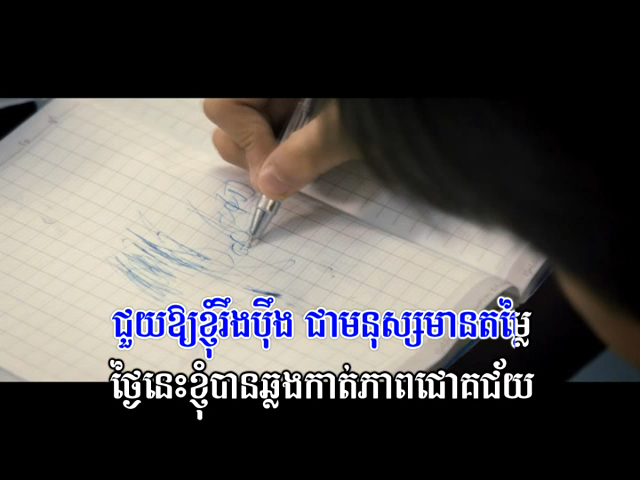 ជួយឱ្យខ្ញុំរឹងប៉ឹង ជាមនុស្សមានតម្លៃ
ថ្ងៃនេះខ្ញុំបានឆ្លងកាត់ភាពជោគជ័យ